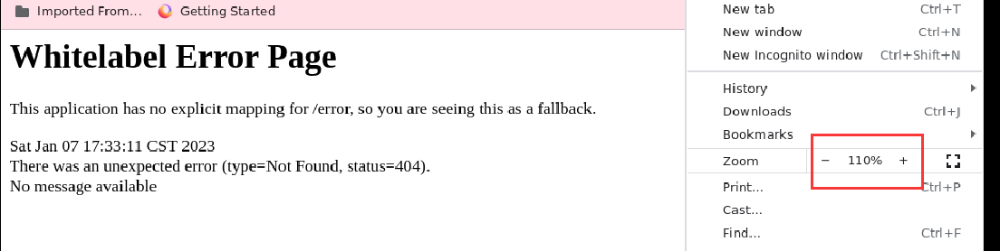 Imported From... Getting Started
Whitelabel Error Page
This application has no explicit mapping for /error, so you are seeing this as a fallback.
Sat Jan 07 17:33:11 CST 2023
There was an unexpected error (type=Not Found, status=404).
No message available
New tab Ctrl+T
New window Ctrl+N
New Incognito window Ctrl+Shift+N
History
Downloads Ctrl+J
Bookmarks
Zoom − 110% +
Print... Ctrl+P
Cast...
Find... Ctrl+F